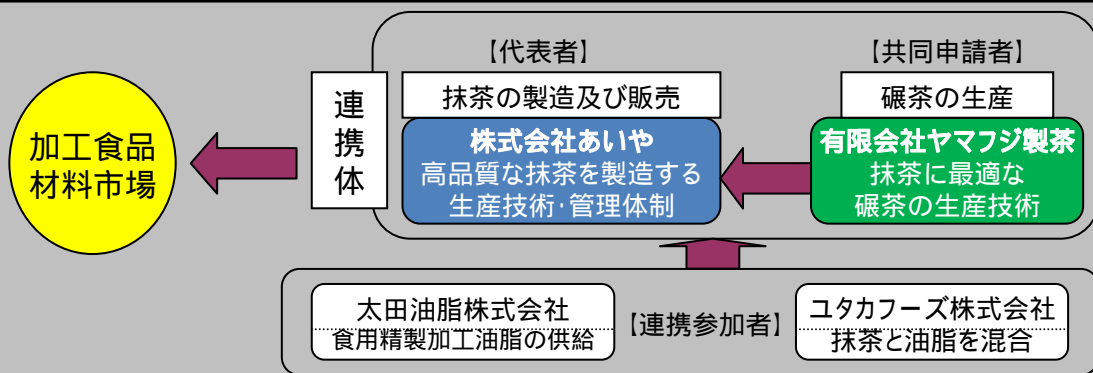 加工食品
材料市場
連
携
体
【代表者】
抹茶の製造及び販売
株式会社あいや
高品質な抹茶を製造する
生産技術・管理体制
【共同申請者】
碾茶の生産
有限会社ヤマフジ製茶
抹茶に最適な
碾茶の生産技術
太田油脂株式会社
食用精製加工油脂の供給
【連携参加者】
ユタカフーズ株式会社
抹茶と油脂を混合